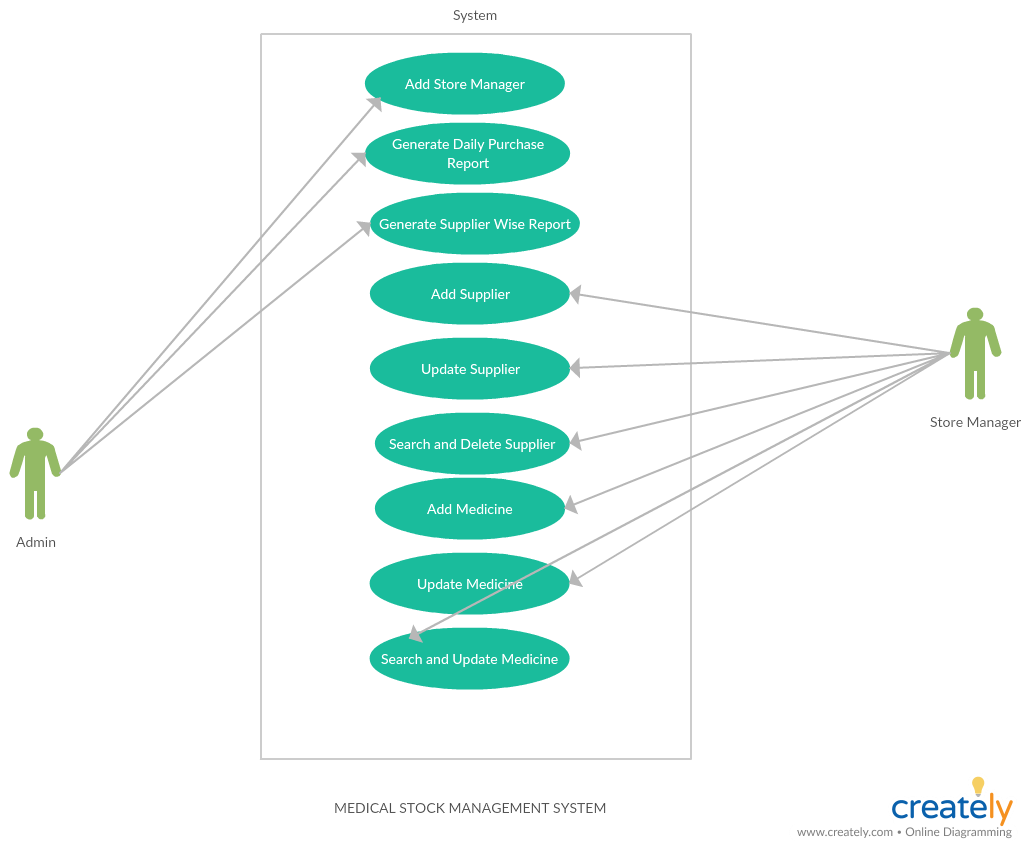 System
Add Store Manager
Generate Daily Purchase
Report
Generate Supplier Wise Report
Add Supplier
Update Supplier
Search and Delete Supplier
Store Manager
Add Medicine
Admin
Update Medicine
Search and Update Medicine
MEDICAL STOCK MANAGEMENT SYSTEM
creately
www.creately.com • Online Diagramming